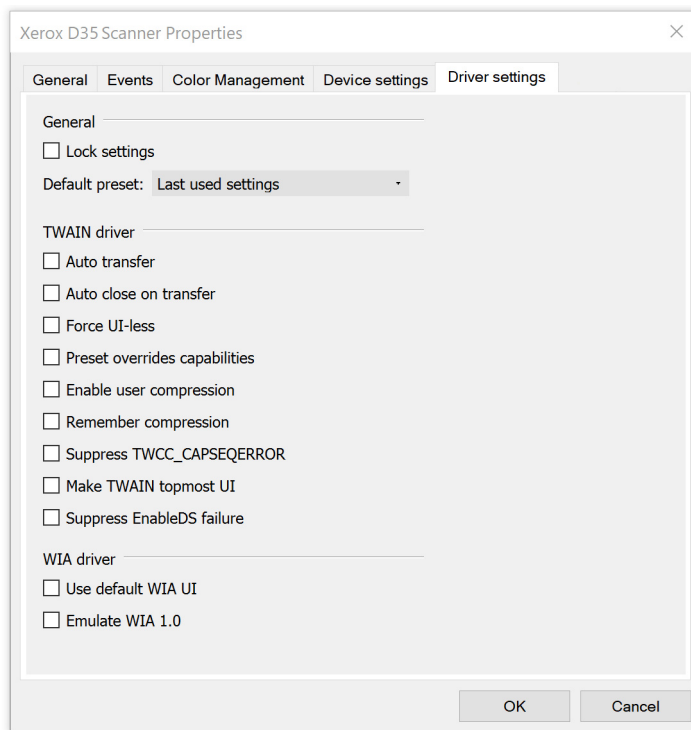 Xerox D35 Scanner Properties
General Events Color Management Device settings Driver settings
General
Lock settings
Default preset: Last used settings
TWAIN driver
Auto transfer
Auto close on transfer
Force UI-less
Preset overrides capabilities
Enable user compression
Remember compression
Suppress TWCC_CAPSEQERROR
Make TWAIN topmost UI
Suppress EnableDS failure
WIA driver
Use default WIA UI
Emulate WIA 1.0
OK Cancel